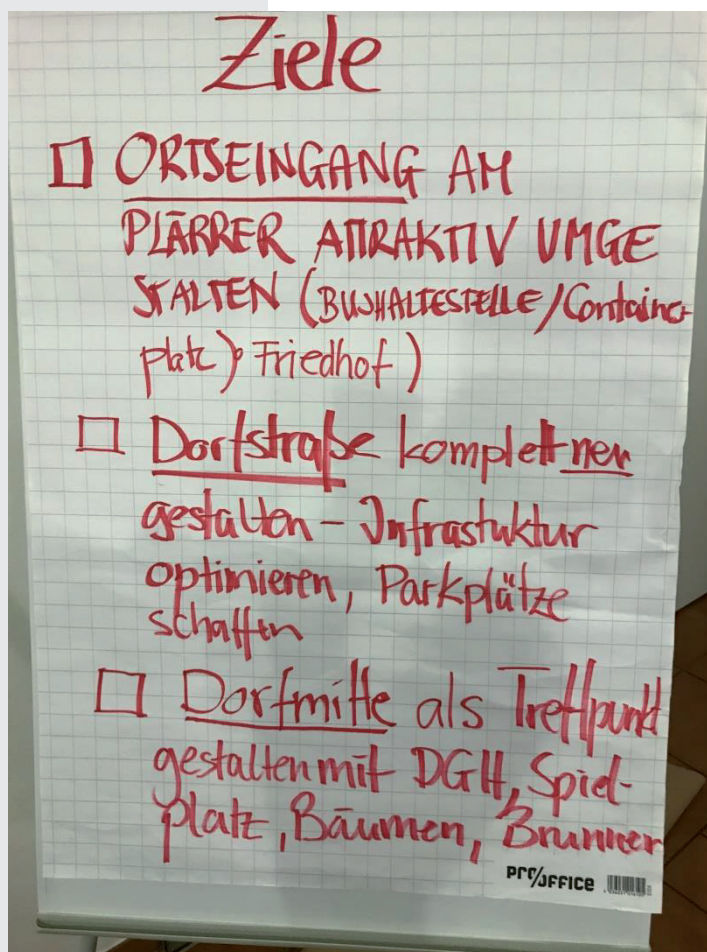 Ziele
ORTSEINGANG AM
PLÄRRER ATTRAKTIV UMGE
STALTEN (BUSHALTESTELLE/Container
platz) Friedhof)
Dorfstraße komplett neu
gestalten - Infrastuktur
optimieren, Parkplätze
schaffen
Dorfmitte als Treffpunkt
gestalten mit DGH, Spiel-
platz, Bäumen, Brunnen
PRO/OFFICE